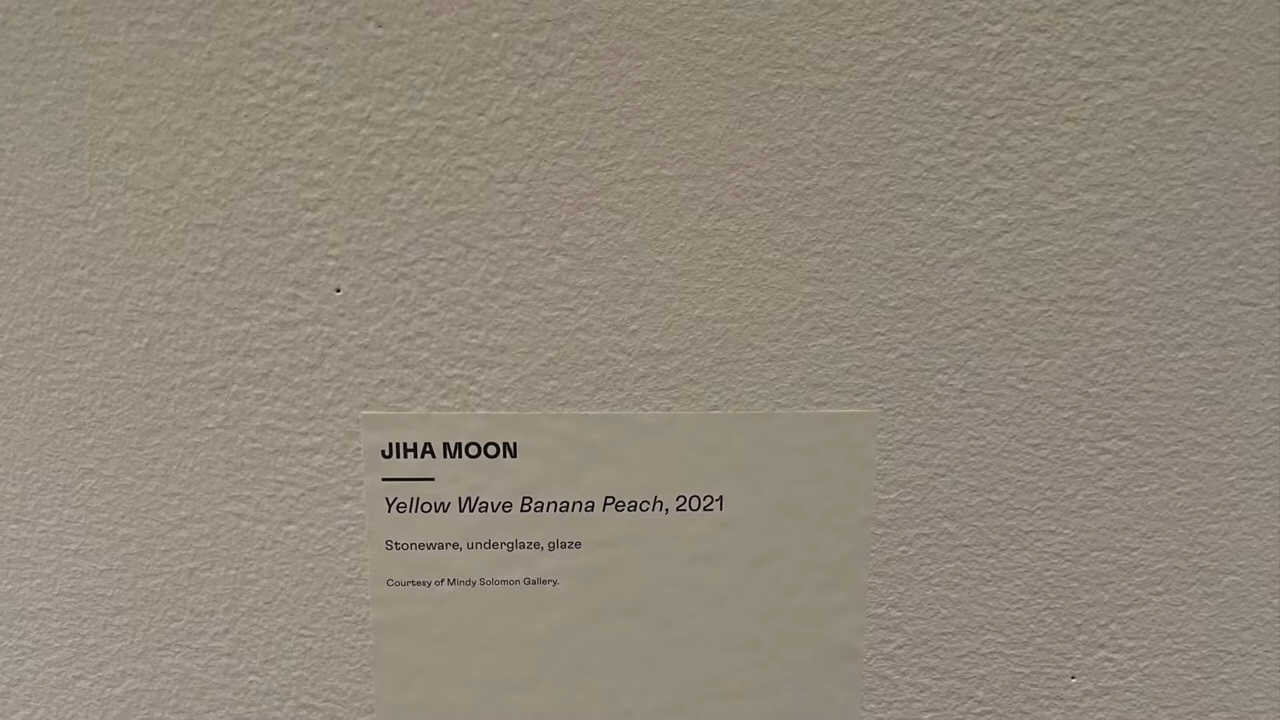 JIHA MOON
Yellow Wave Banana Peach, 2021
Stoneware, underglaze, glaze
Courtesy of Mindy Solomon Gallery.